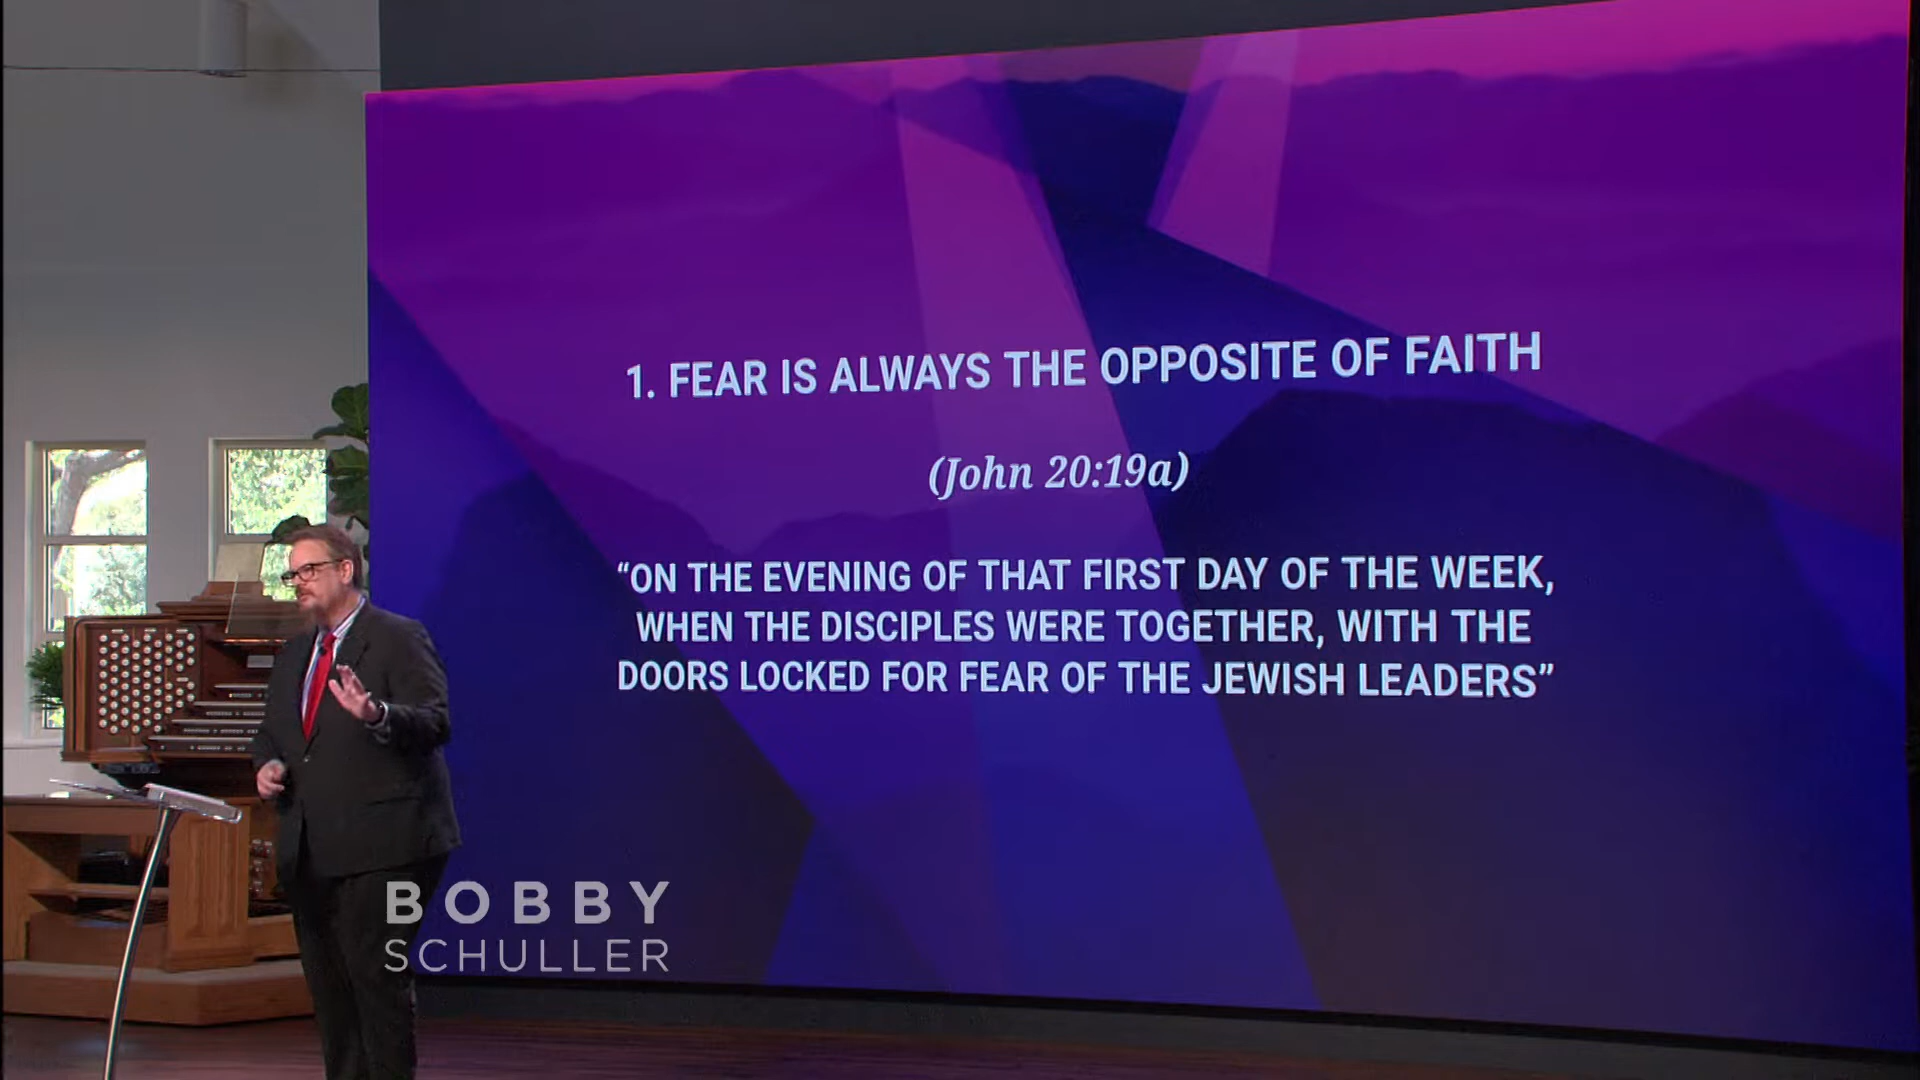 1. FEAR IS ALWAYS THE OPPOSITE OF FAITH
(John 20:19a)
“ON THE EVENING OF THAT FIRST DAY OF THE WEEK,
WHEN THE DISCIPLES WERE TOGETHER, WITH THE
DOORS LOCKED FOR FEAR OF THE JEWISH LEADERS”
BOBBY
SCHULLER